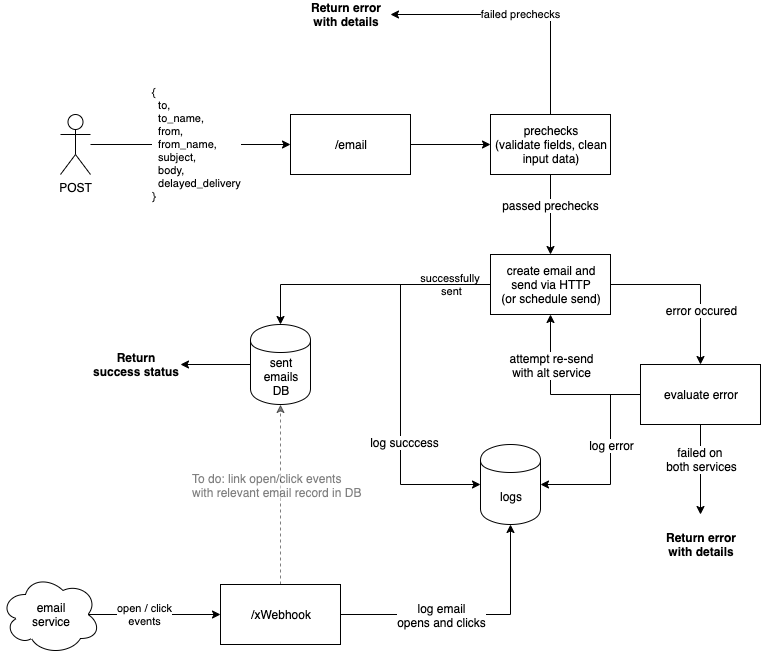 Return error
with details
failed prechecks
{
to,
to_name,
from,
from_name,
subject,
body,
delayed_delivery
}
POST
/email
prechecks
(validate fields, clean
input data)
passed prechecks
create email and
send via HTTP
(or schedule send)
successfully
sent
error occured
Return
success status
sent
emails
DB
attempt re-send
with alt service
evaluate error
log succcess
log error
failed on
both services
To do: link open/click events
with relevant email record in DB
logs
Return error
with details
email
service
open / click
events
/xWebhook
log email
opens and clicks